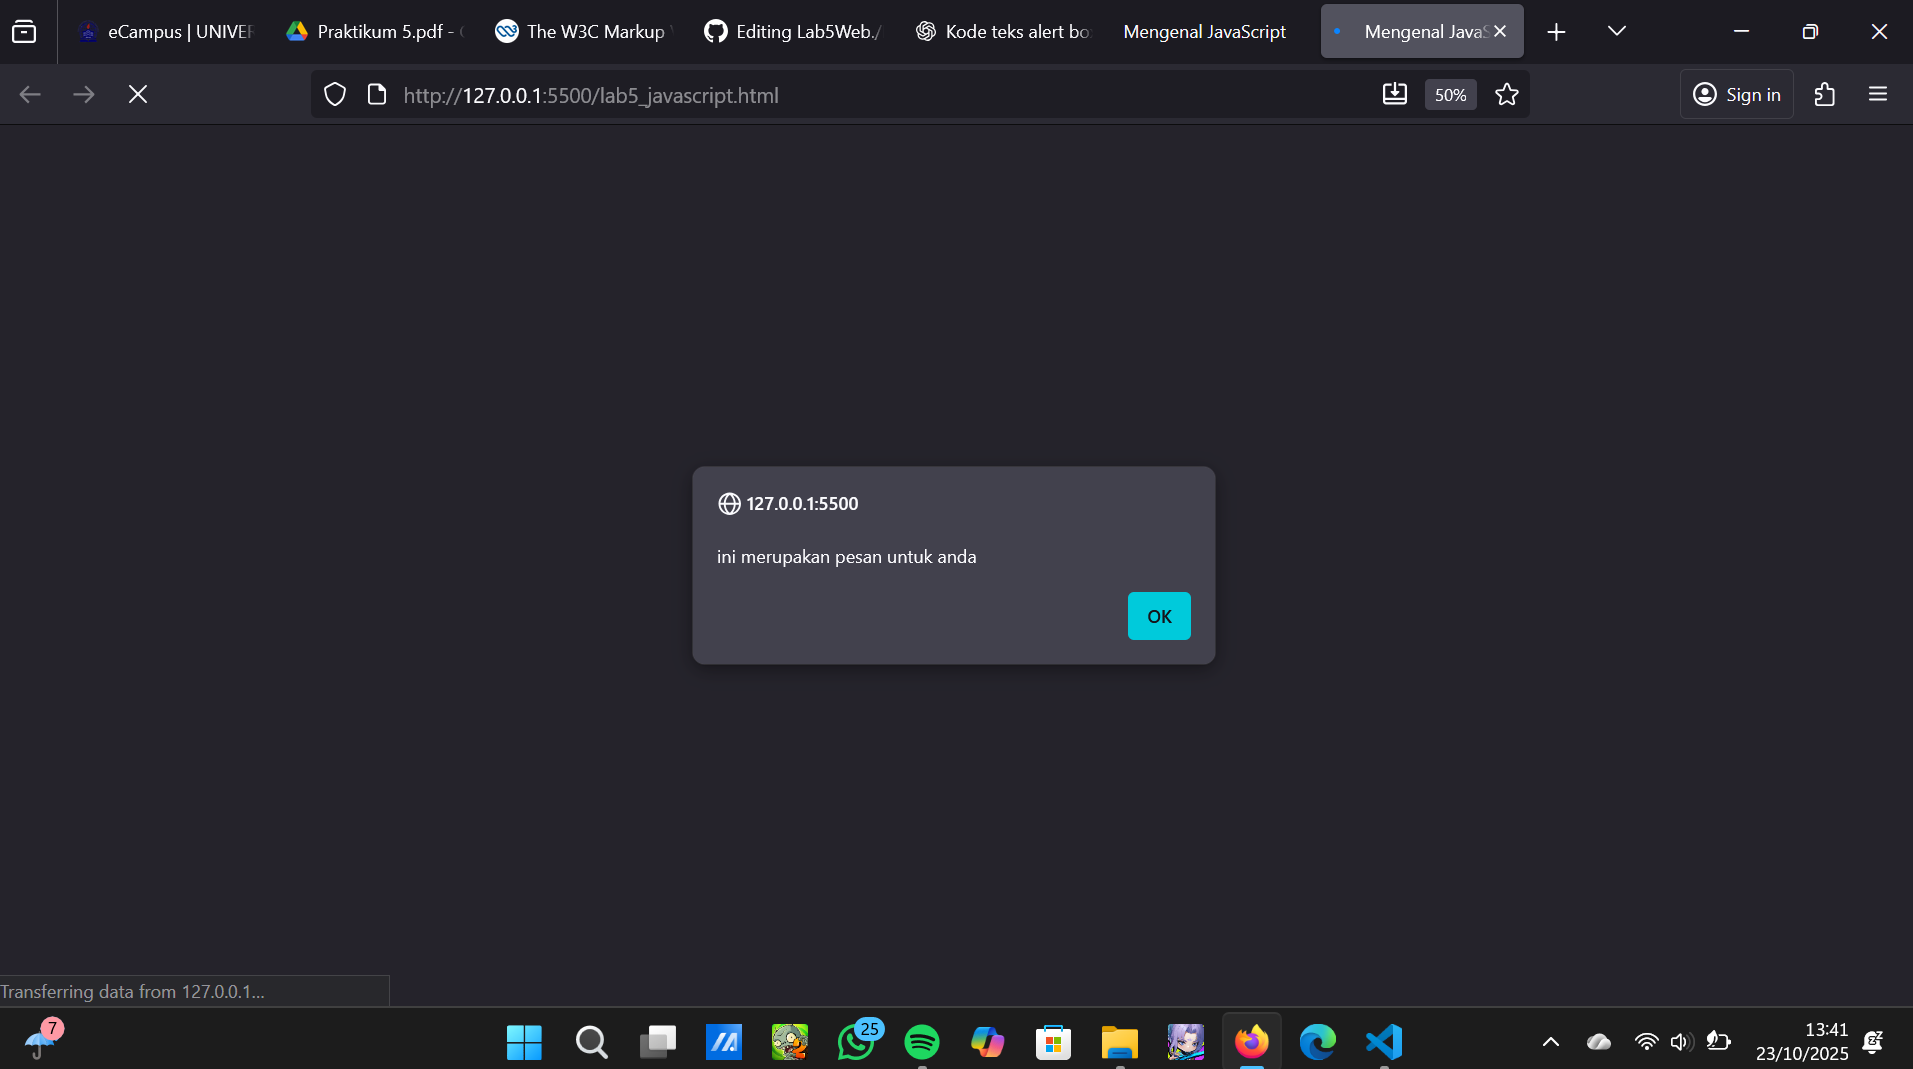 eCampus | UNIVER
Praktikum 5.pdf -
The W3C Markup
Editing Lab5Web./
Kode teks alert bo
Mengenal JavaScript
Mengenal JavaS
http://127.0.0.1:5500/lab5_javascript.html
50%
Sign in
127.0.0.1:5500
ini merupakan pesan untuk anda
OK
Transferring data from 127.0.0.1...
7
25
13:41
23/10/2025